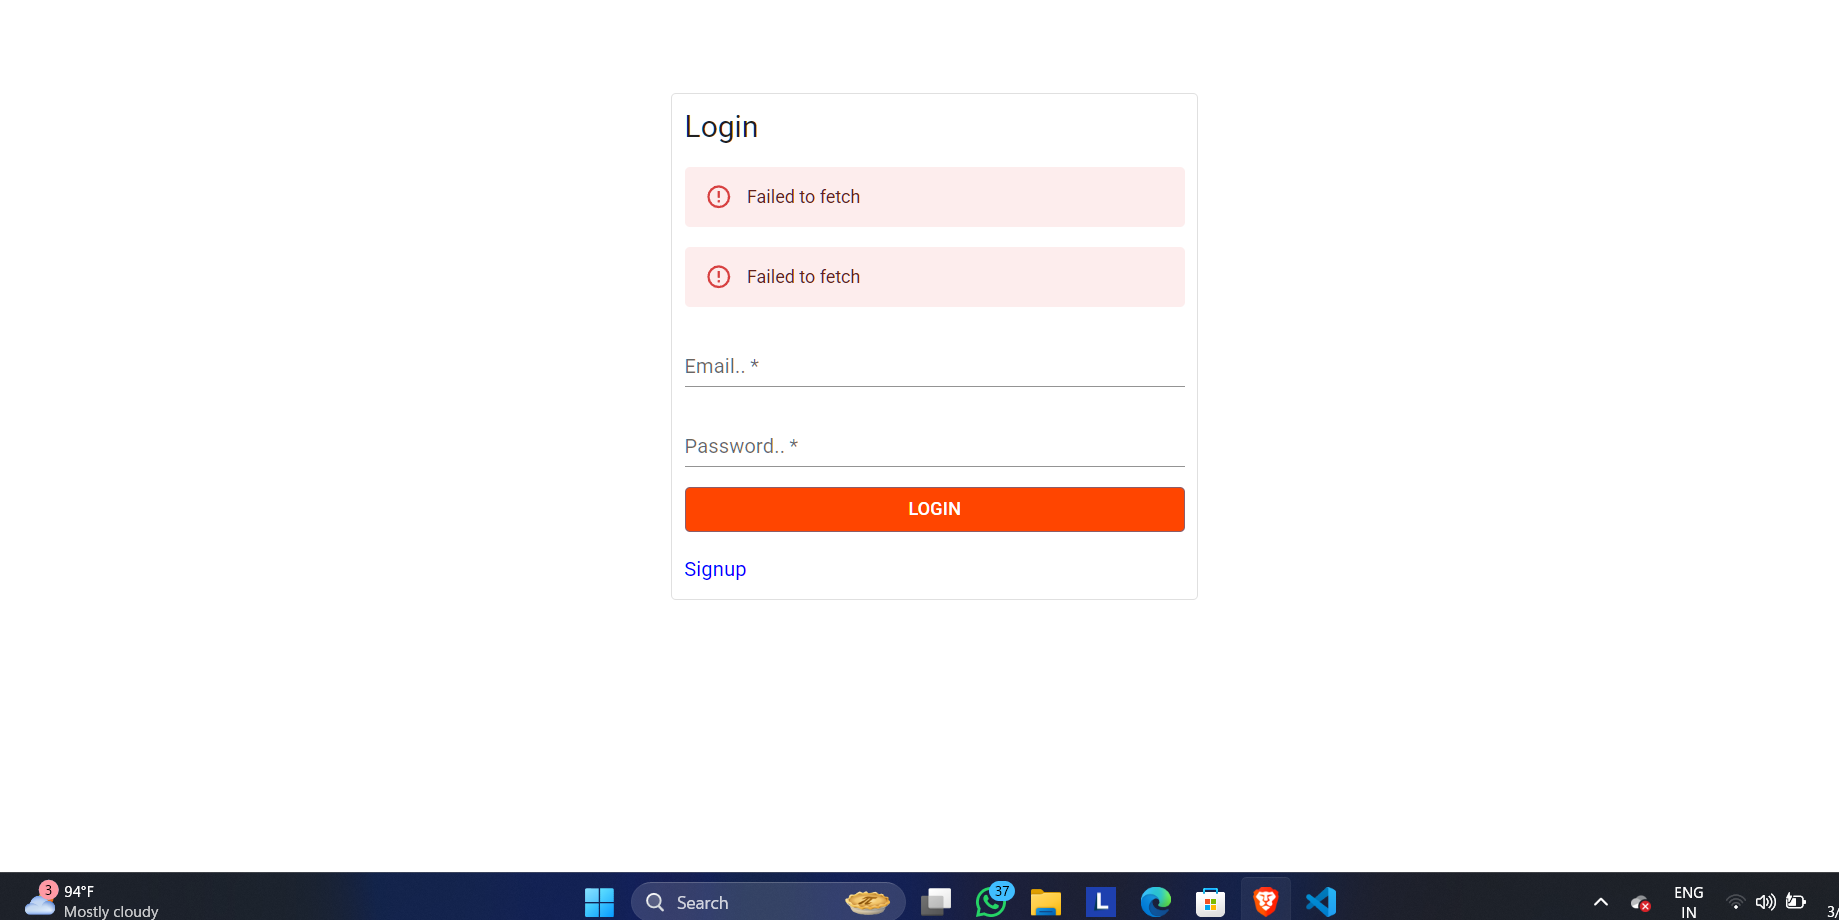 Login
Failed to fetch
Failed to fetch
Email.. *
Password.. *
LOGIN
Signup
3
94°F
Mostly cloudy
Search
37
L
ENG
IN
3/